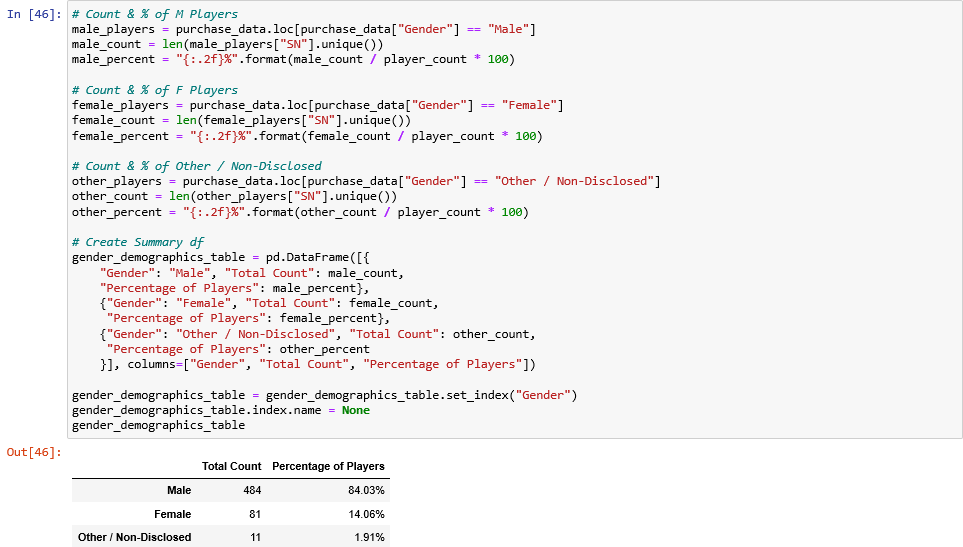 In [46]:
# Count & % of M Players
male_players = purchase_data.loc[purchase_data["Gender"] == "Male"]
male_count = len(male_players["SN"].unique())
male_percent = "{:.2f}%".format(male_count / player_count * 100)

# Count & % of F Players
female_players = purchase_data.loc[purchase_data["Gender"] == "Female"]
female_count = len(female_players["SN"].unique())
female_percent = "{:.2f}%".format(female_count / player_count * 100)

# Count & % of Other / Non-Disclosed
other_players = purchase_data.loc[purchase_data["Gender"] == "Other / Non-Disclosed"]
other_count = len(other_players["SN"].unique())
other_percent = "{:.2f}%".format(other_count / player_count * 100)

# Create Summary df
gender_demographics_table = pd.DataFrame([{
    "Gender": "Male", "Total Count": male_count,
    "Percentage of Players": male_percent},
    {"Gender": "Female", "Total Count": female_count,
     "Percentage of Players": female_percent},
    {"Gender": "Other / Non-Disclosed", "Total Count": other_count,
     "Percentage of Players": other_percent
    }], columns=["Gender", "Total Count", "Percentage of Players"])

gender_demographics_table = gender_demographics_table.set_index("Gender")
gender_demographics_table.index.name = None
gender_demographics_table
Out[46]:
Total Count Percentage of Players
Male 484 84.03%
Female 81 14.06%
Other / Non-Disclosed 11 1.91%